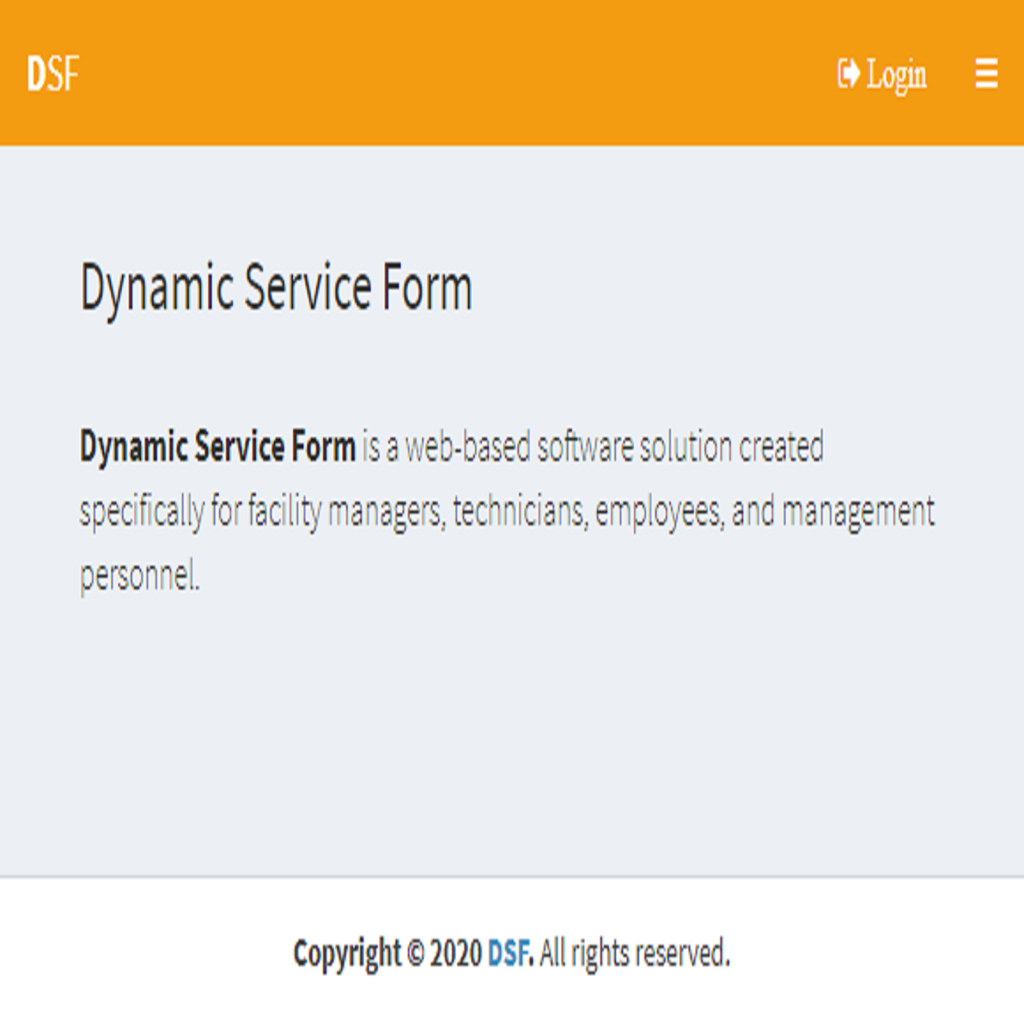 DSF
Login
Dynamic Service Form
Dynamic Service Form is a web-based software solution created
specifically for facility managers, technicians, employees, and management
personnel.
Copyright © 2020 DSF. All rights reserved.